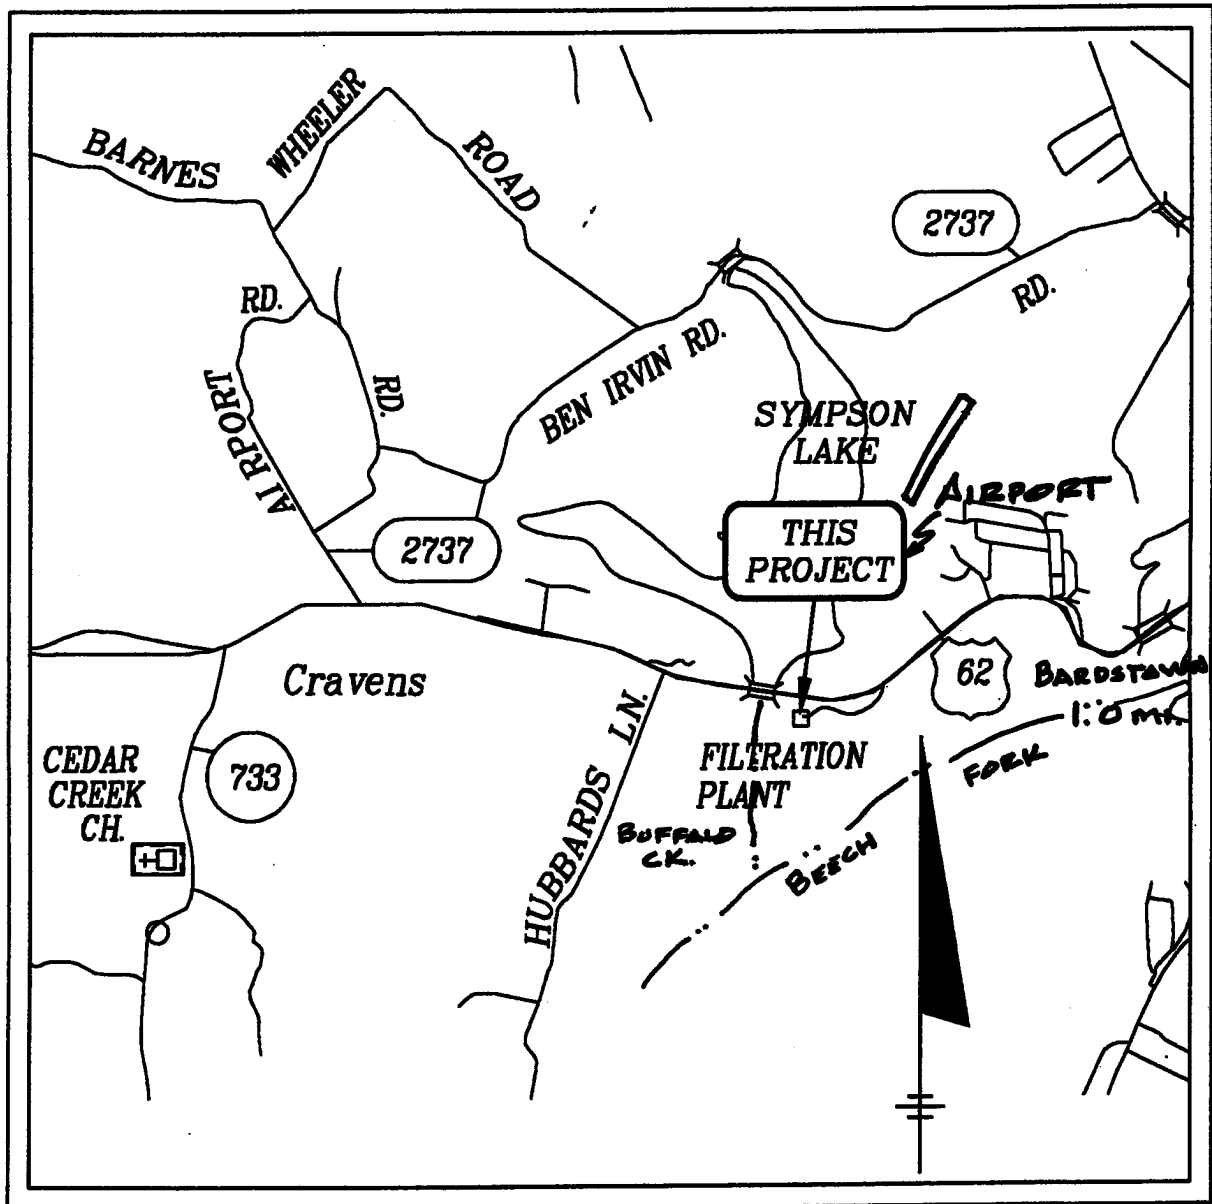 BARNES
WHEELER
ROAD
2737
RD.
RD.
RD.
AIRPORT
BEN IRVIN RD.
SYMPSON
LAKE
AIRPORT
THIS
PROJECT
2737
Cravens
62
BARDSTOWN
1.0 MI.
HUBBARDS LN.
FILTRATION
PLANT
FORK
CEDAR
CREEK
CH.
733
BUFFALO
CK.
BEECH